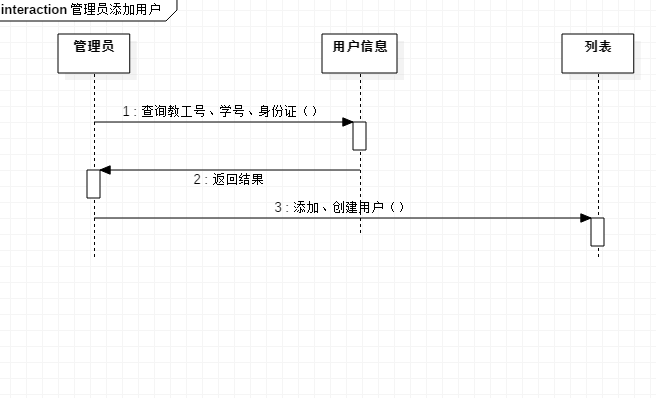 interaction 管理员添加用户
管理员
用户信息
列表
1 : 查询教工号、学号、身份证（）
2 : 返回结果
3 : 添加、创建用户（）